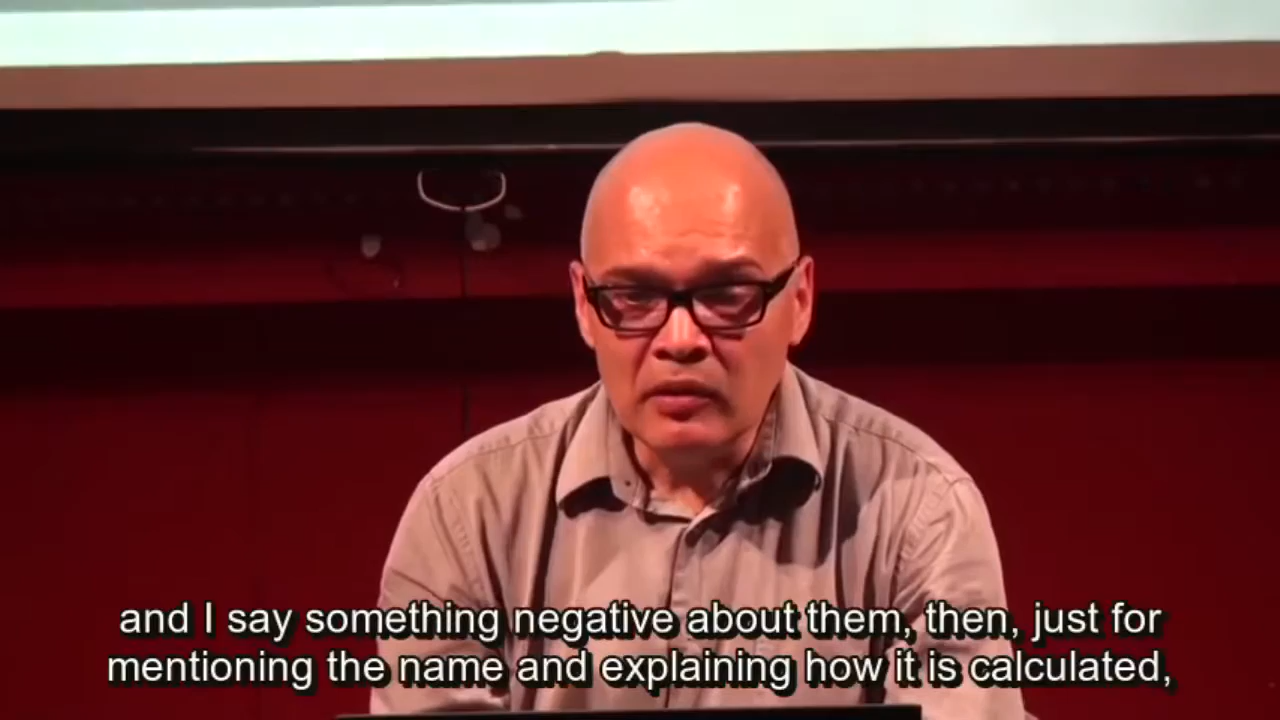 and I say something negative about them, then, just for
mentioning the name and explaining how it is calculated,